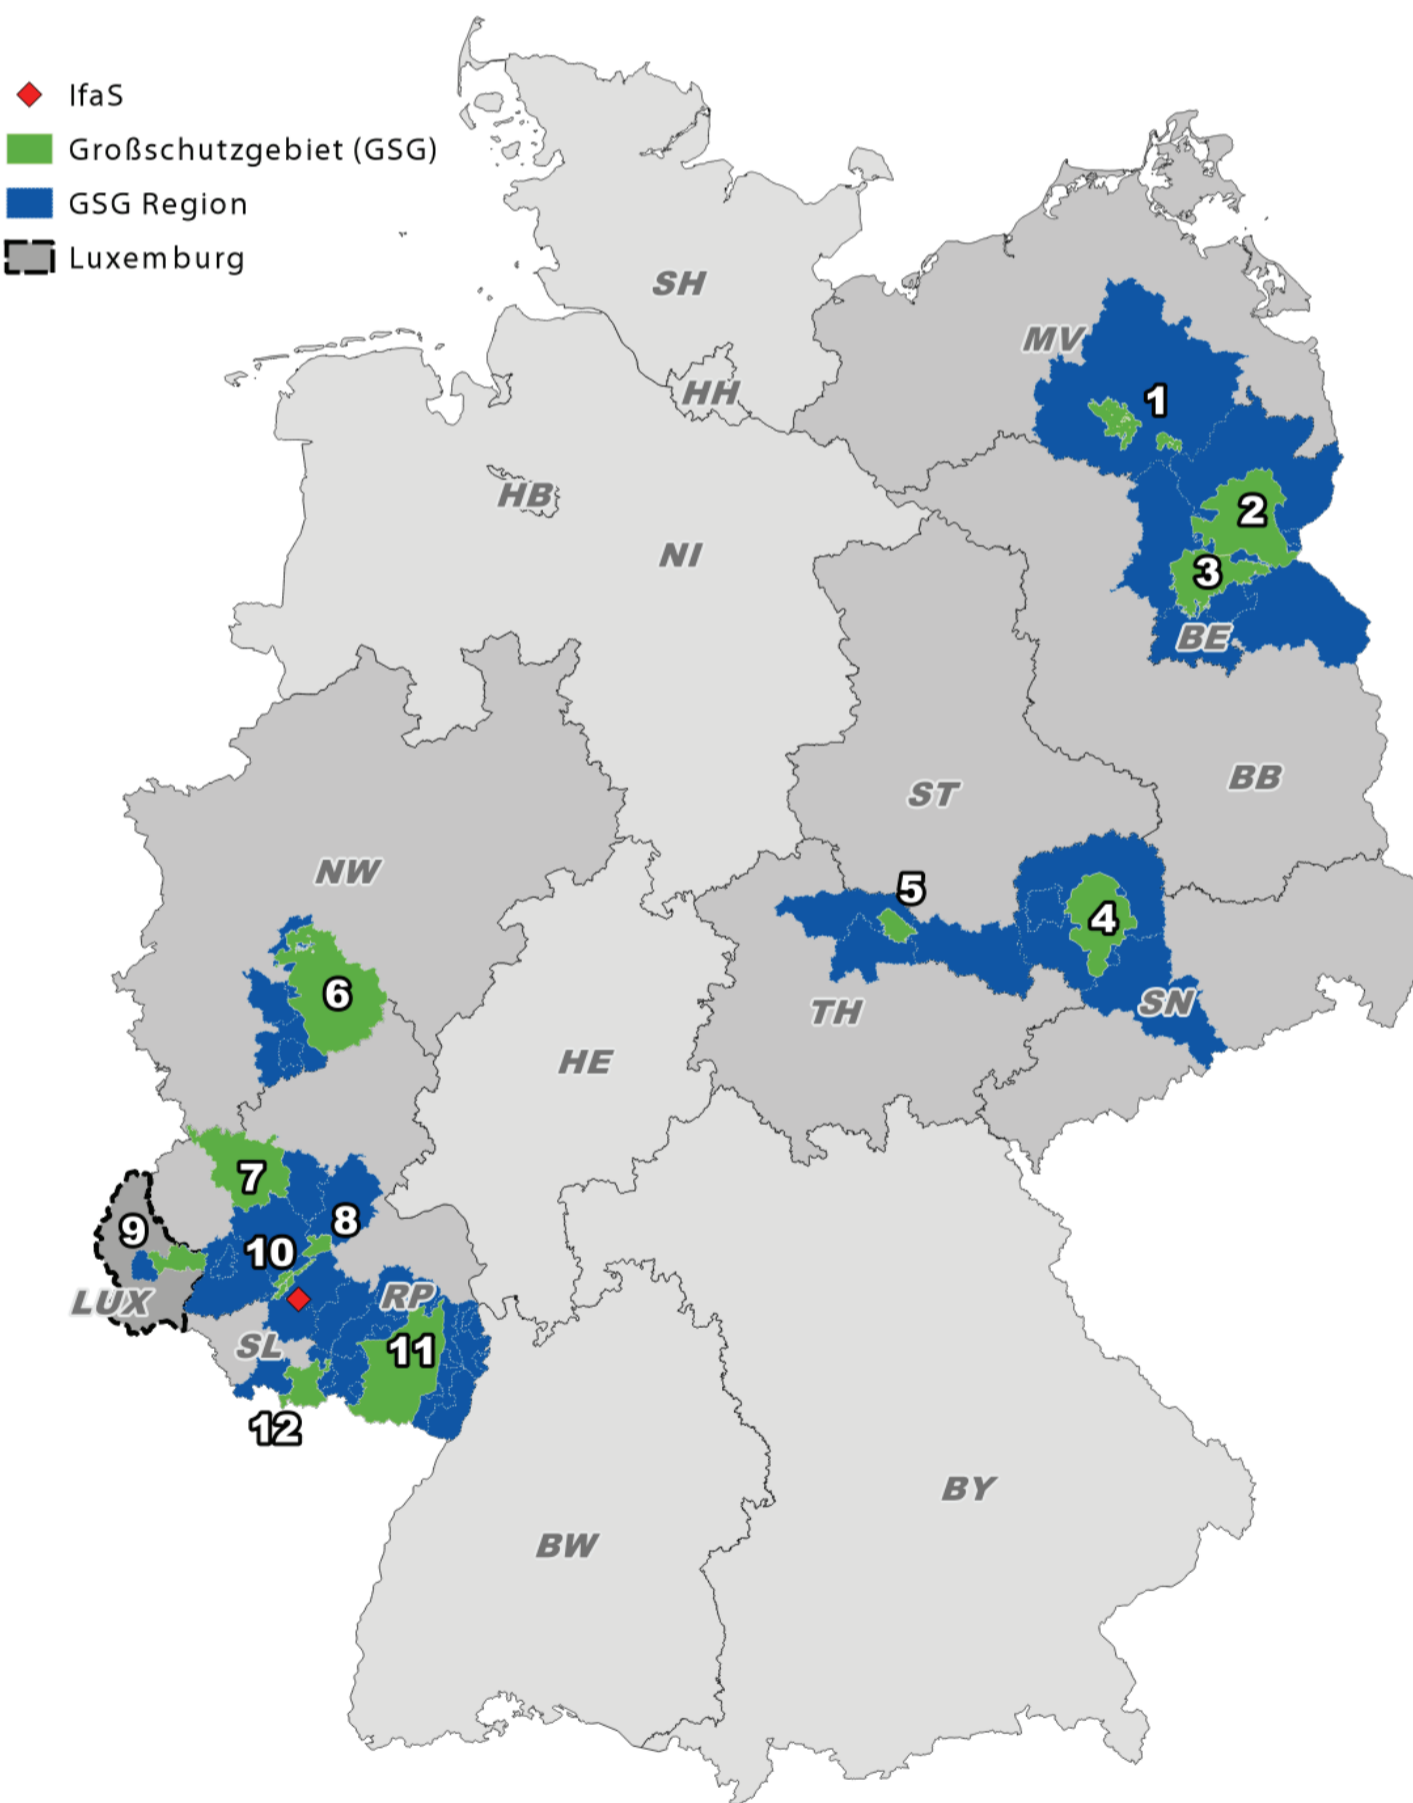 IfaS
Großschutzgebiet (GSG)
GSG Region
Luxemburg
SH
MV
HH
1
HB
2
NI
3
BE
BB
ST
NW
5
4
6
SN
TH
HE
7
8
9
10
LUX
RP
SL
11
12
BY
BW